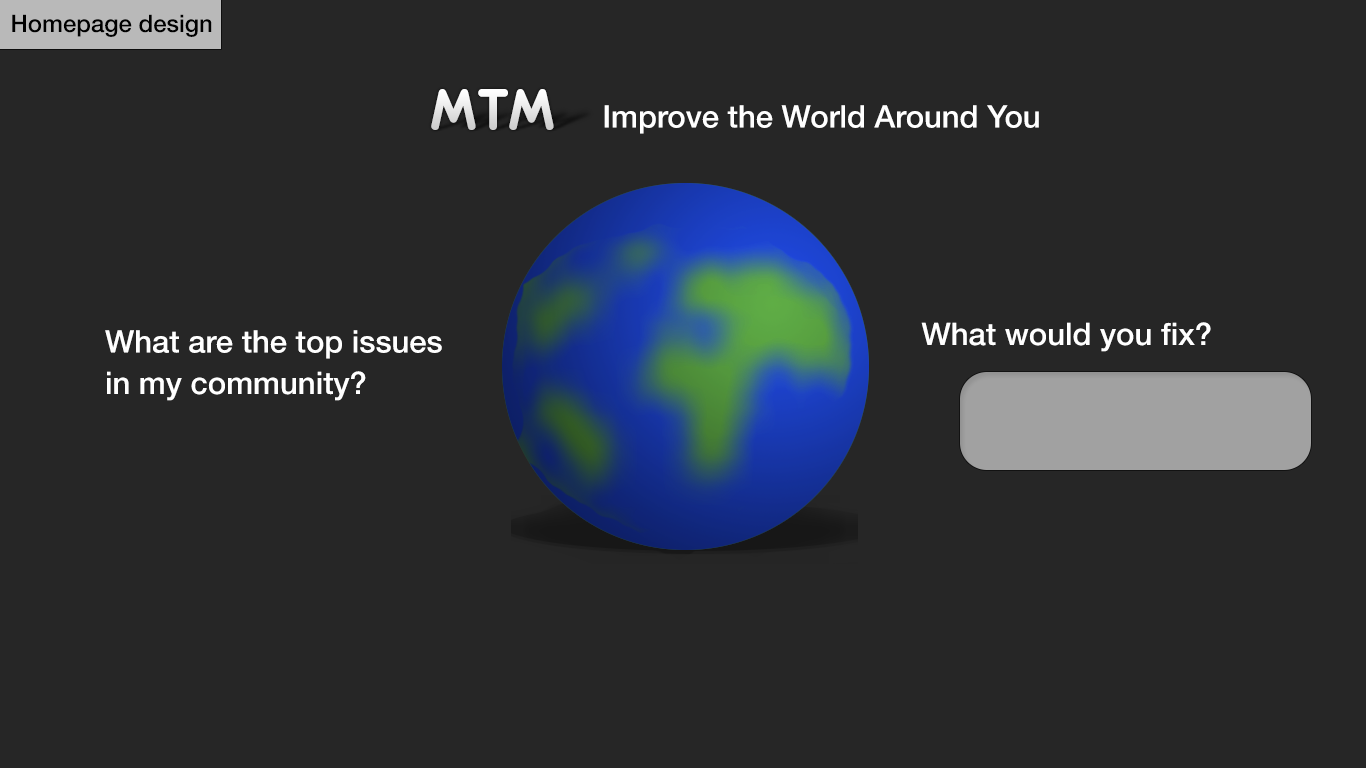 Homepage design
MTM Improve the World Around You
What are the top issues
in my community?
What would you fix?